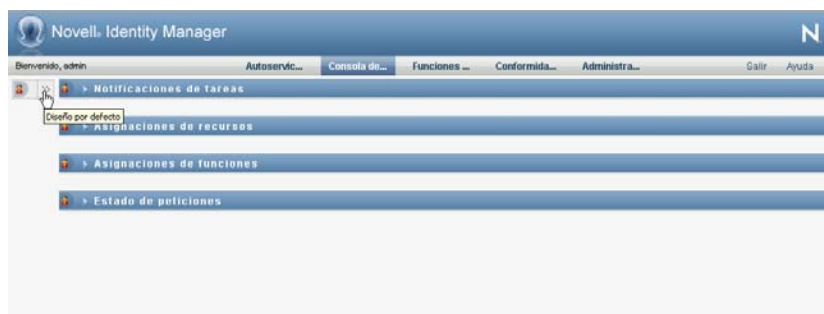 Novell® Identity Manager
N
Bienvenido, admin
Autoservic...
Consola de...
Funciones ...
Conformida...
Administra...
Salir
Ayuda
Notificaciones de tareas
Diseño por defecto
Asignaciones de recursos
Asignaciones de funciones
Estado de peticiones